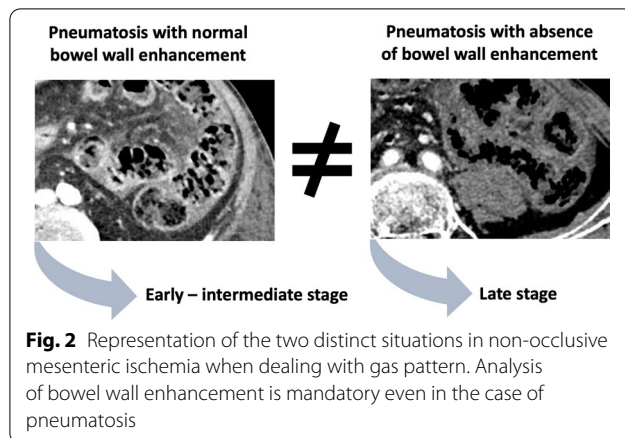 Pneumatosis with normal
bowel wall enhancement
Pneumatosis with absence
of bowel wall enhancement
≠
Early – intermediate stage
Late stage
Fig. 2 Representation of the two distinct situations in non-occlusive
mesenteric ischemia when dealing with gas pattern. Analysis
of bowel wall enhancement is mandatory even in the case of
pneumatosis